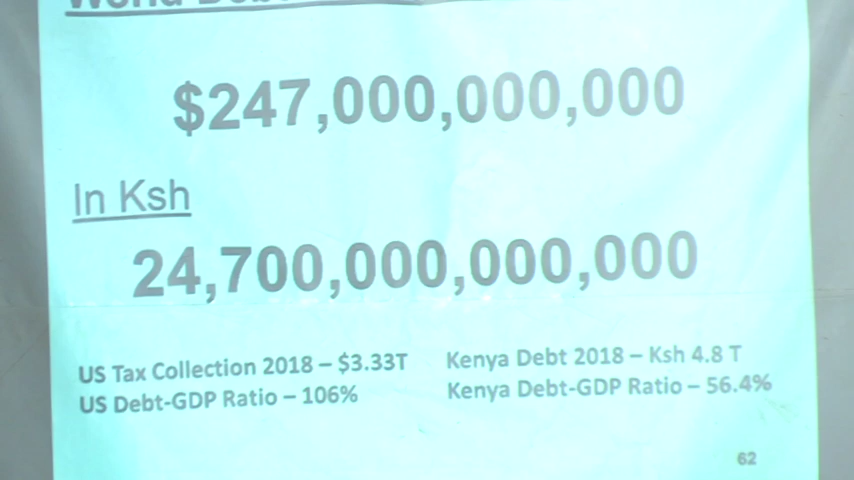 $247,000,000,000
In Ksh
24,700,000,000,000
US Tax Collection 2018 – $3.33T
US Debt-GDP Ratio – 106%
Kenya Debt 2018 – Ksh 4.8 T
Kenya Debt-GDP Ratio – 56.4%
62